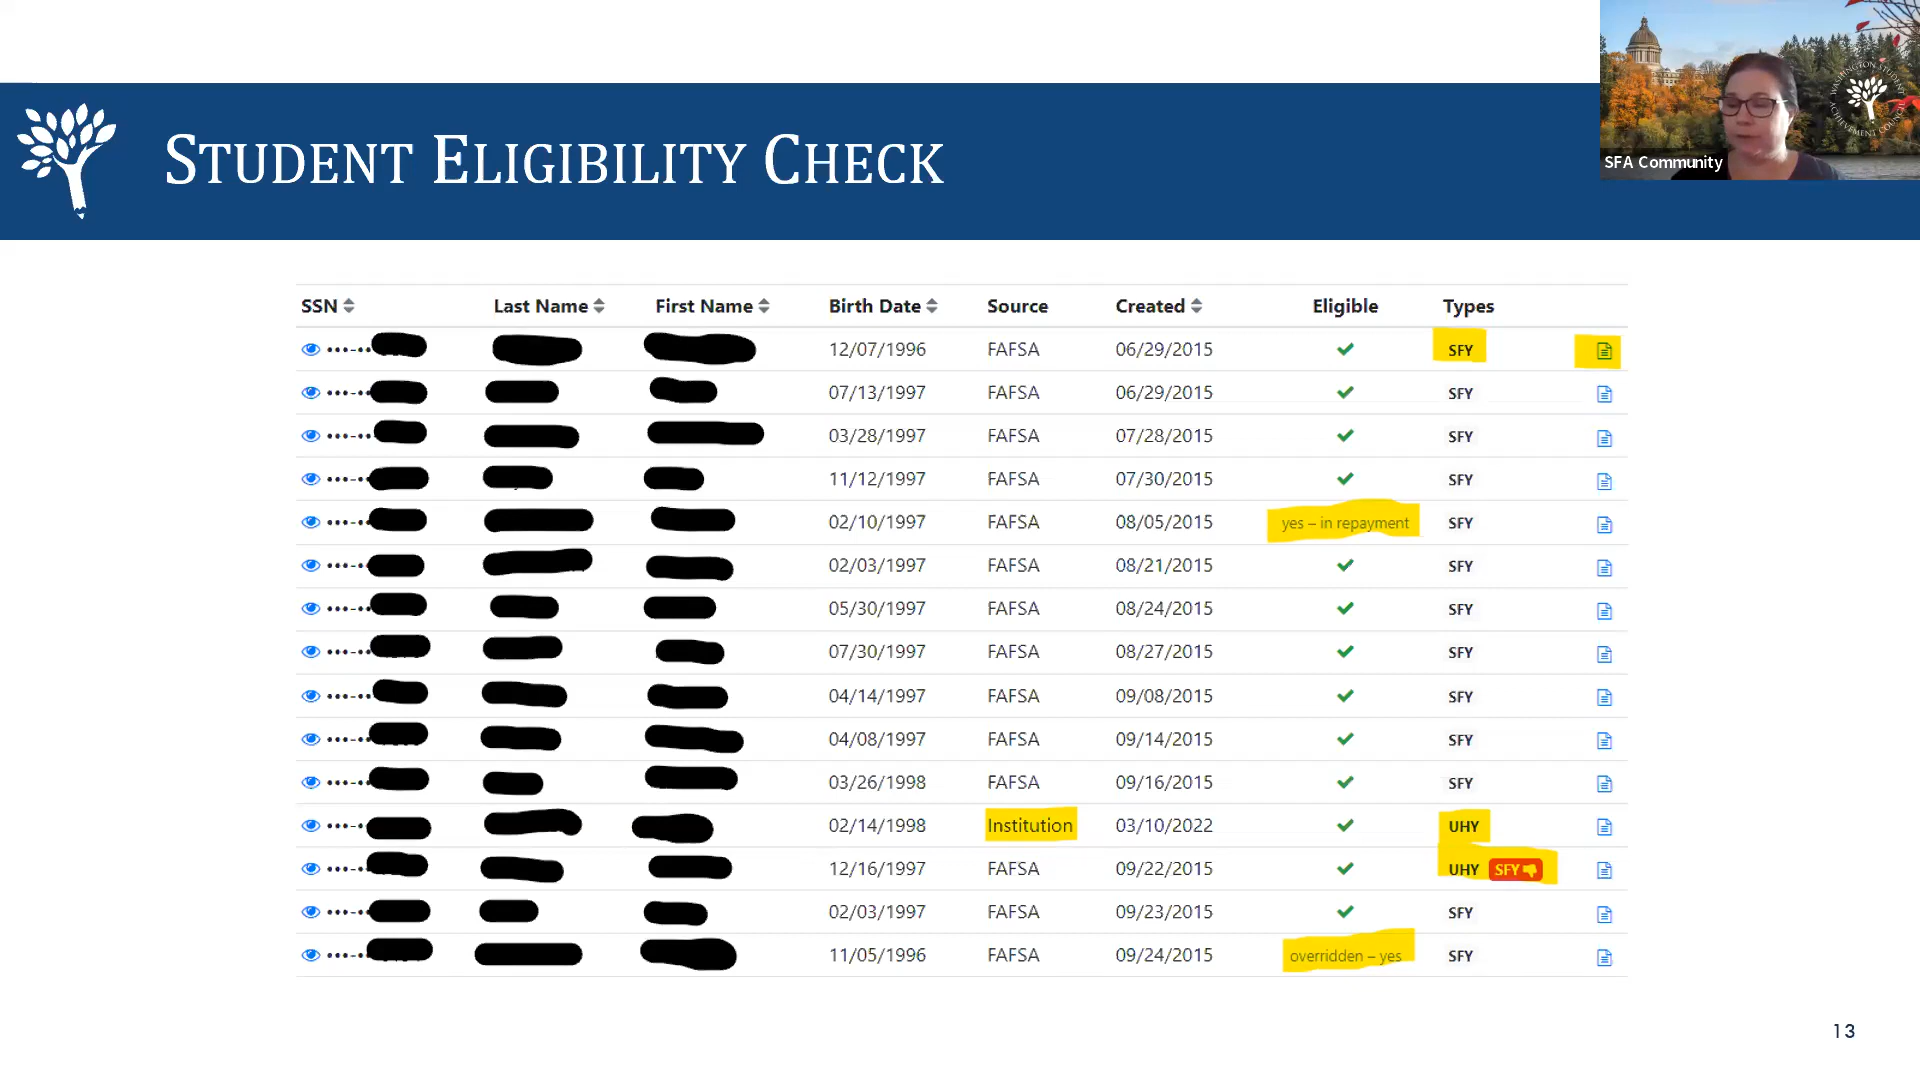 STUDENT ELIGIBILITY CHECK
WASHINGTON STUDENT ACHIEVEMENT COUNCIL
SFA Community
SSN Last Name First Name Birth Date Source Created Eligible Types
12/07/1996 FAFSA 06/29/2015 SFY
07/13/1997 FAFSA 06/29/2015 SFY
03/28/1997 FAFSA 07/28/2015 SFY
11/12/1997 FAFSA 07/30/2015 SFY
02/10/1997 FAFSA 08/05/2015 yes – in repayment SFY
02/03/1997 FAFSA 08/21/2015 SFY
05/30/1997 FAFSA 08/24/2015 SFY
07/30/1997 FAFSA 08/27/2015 SFY
04/14/1997 FAFSA 09/08/2015 SFY
04/08/1997 FAFSA 09/14/2015 SFY
03/26/1998 FAFSA 09/16/2015 SFY
02/14/1998 Institution 03/10/2022 UHY
12/16/1997 FAFSA 09/22/2015 UHY SFY
02/03/1997 FAFSA 09/23/2015 SFY
11/05/1996 FAFSA 09/24/2015 overridden – yes SFY
13